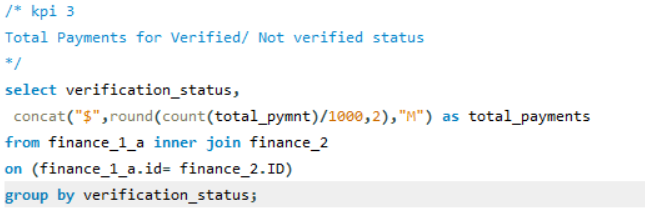 /* kpi 3
Total Payments for Verified/ Not verified status
*/
select verification_status,
concat("$",round(count(total_pymnt)/1000,2),"M") as total_payments
from finance_1_a inner join finance_2
on (finance_1_a.id= finance_2.ID)
group by verification_status;